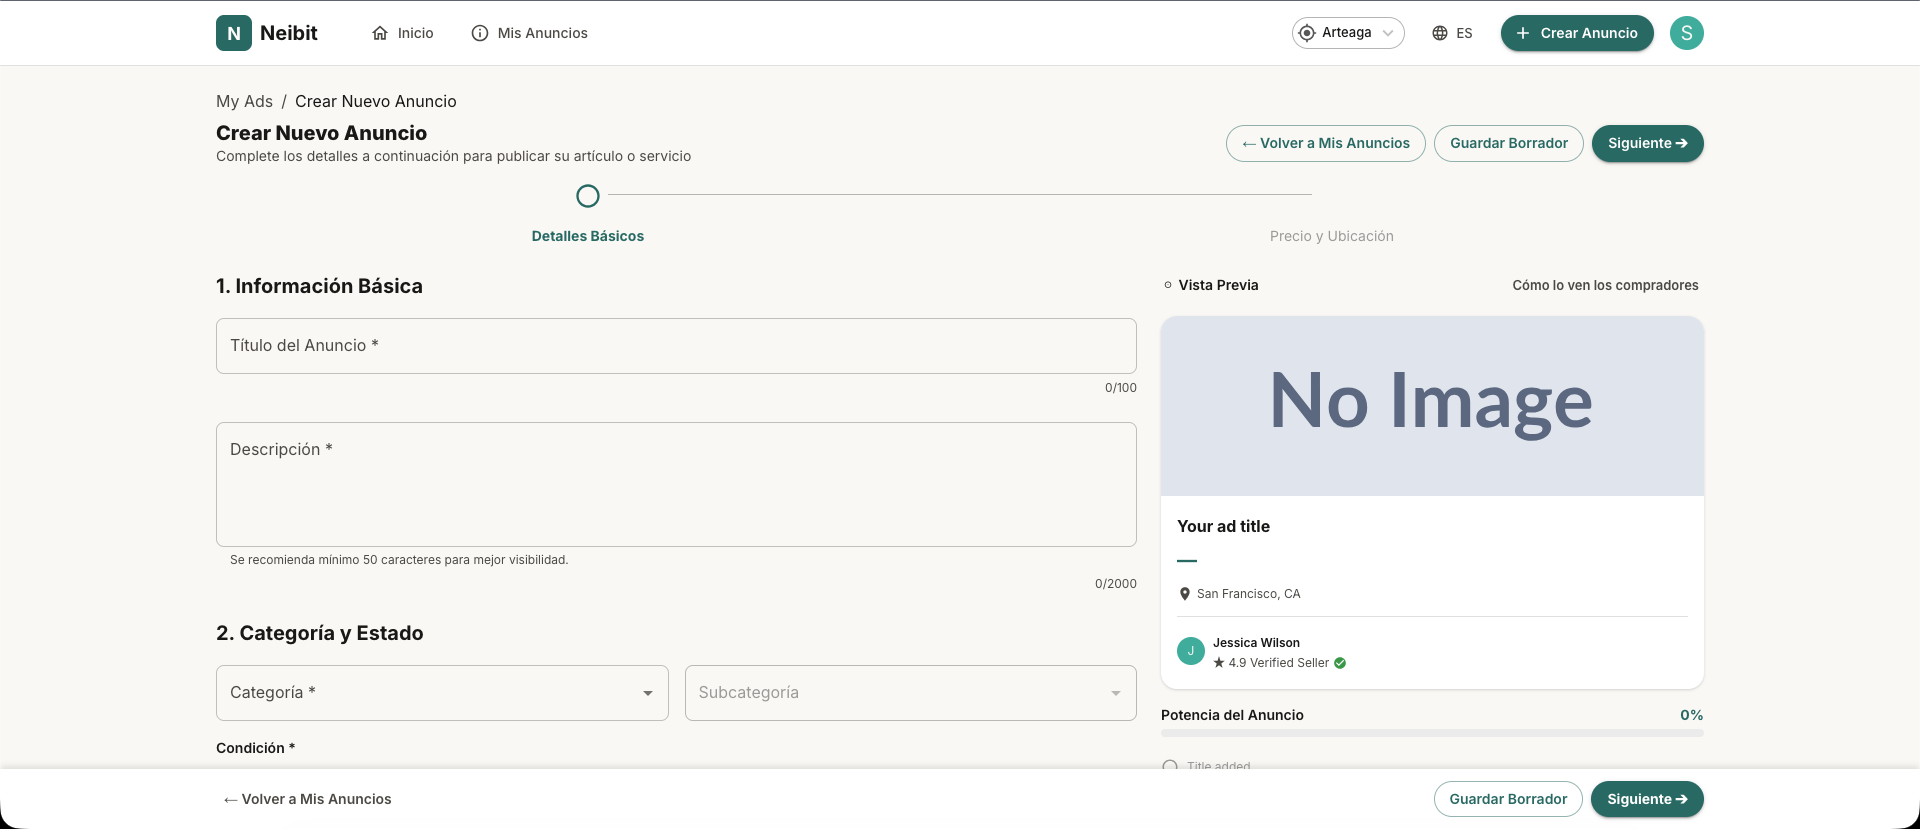 N Neibit Inicio Mis Anuncios Arteaga ES + Crear Anuncio S
My Ads / Crear Nuevo Anuncio
Crear Nuevo Anuncio
Complete los detalles a continuación para publicar su artículo o servicio
← Volver a Mis Anuncios Guardar Borrador Siguiente →
Detalles Básicos Precio y Ubicación
1. Información Básica
Título del Anuncio *
0/100
Descripción *
Se recomienda mínimo 50 caracteres para mejor visibilidad.
0/2000
2. Categoría y Estado
Categoría * Subcategoría
Condición *
Vista Previa Cómo lo ven los compradores
No Image
Your ad title
—
San Francisco, CA
J Jessica Wilson
★ 4.9 Verified Seller
Potencia del Anuncio 0%
Title added
← Volver a Mis Anuncios Guardar Borrador Siguiente →